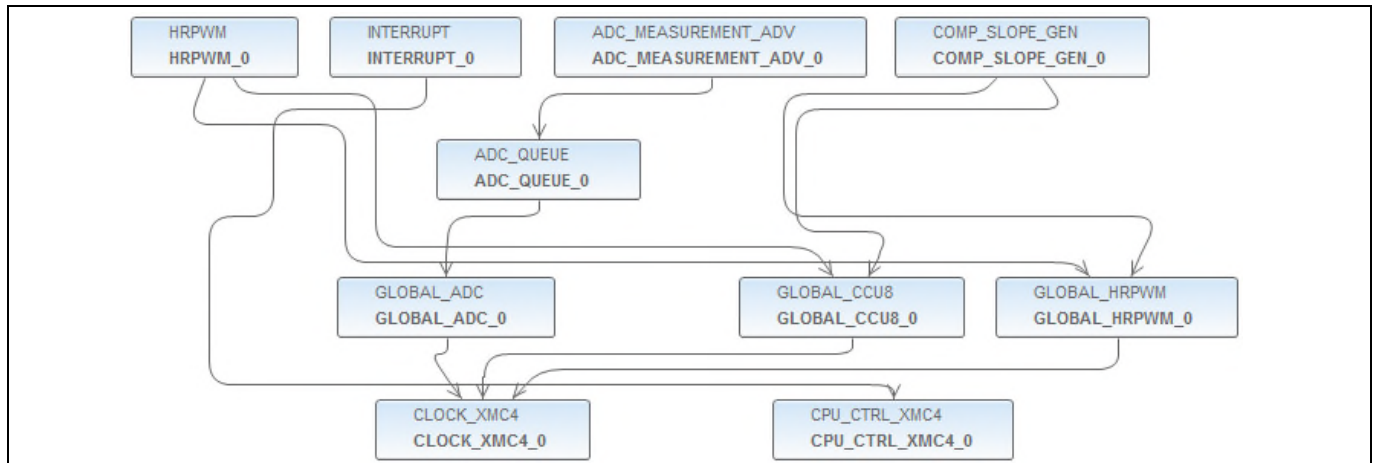 HRPWM
HRPWM_0
INTERRUPT
INTERRUPT_0
ADC_MEASUREMENT_ADV
ADC_MEASUREMENT_ADV_0
COMP_SLOPE_GEN
COMP_SLOPE_GEN_0
ADC_QUEUE
ADC_QUEUE_0
GLOBAL_ADC
GLOBAL_ADC_0
GLOBAL_CCU8
GLOBAL_CCU8_0
GLOBAL_HRPWM
GLOBAL_HRPWM_0
CLOCK_XMC4
CLOCK_XMC4_0
CPU_CTRL_XMC4
CPU_CTRL_XMC4_0